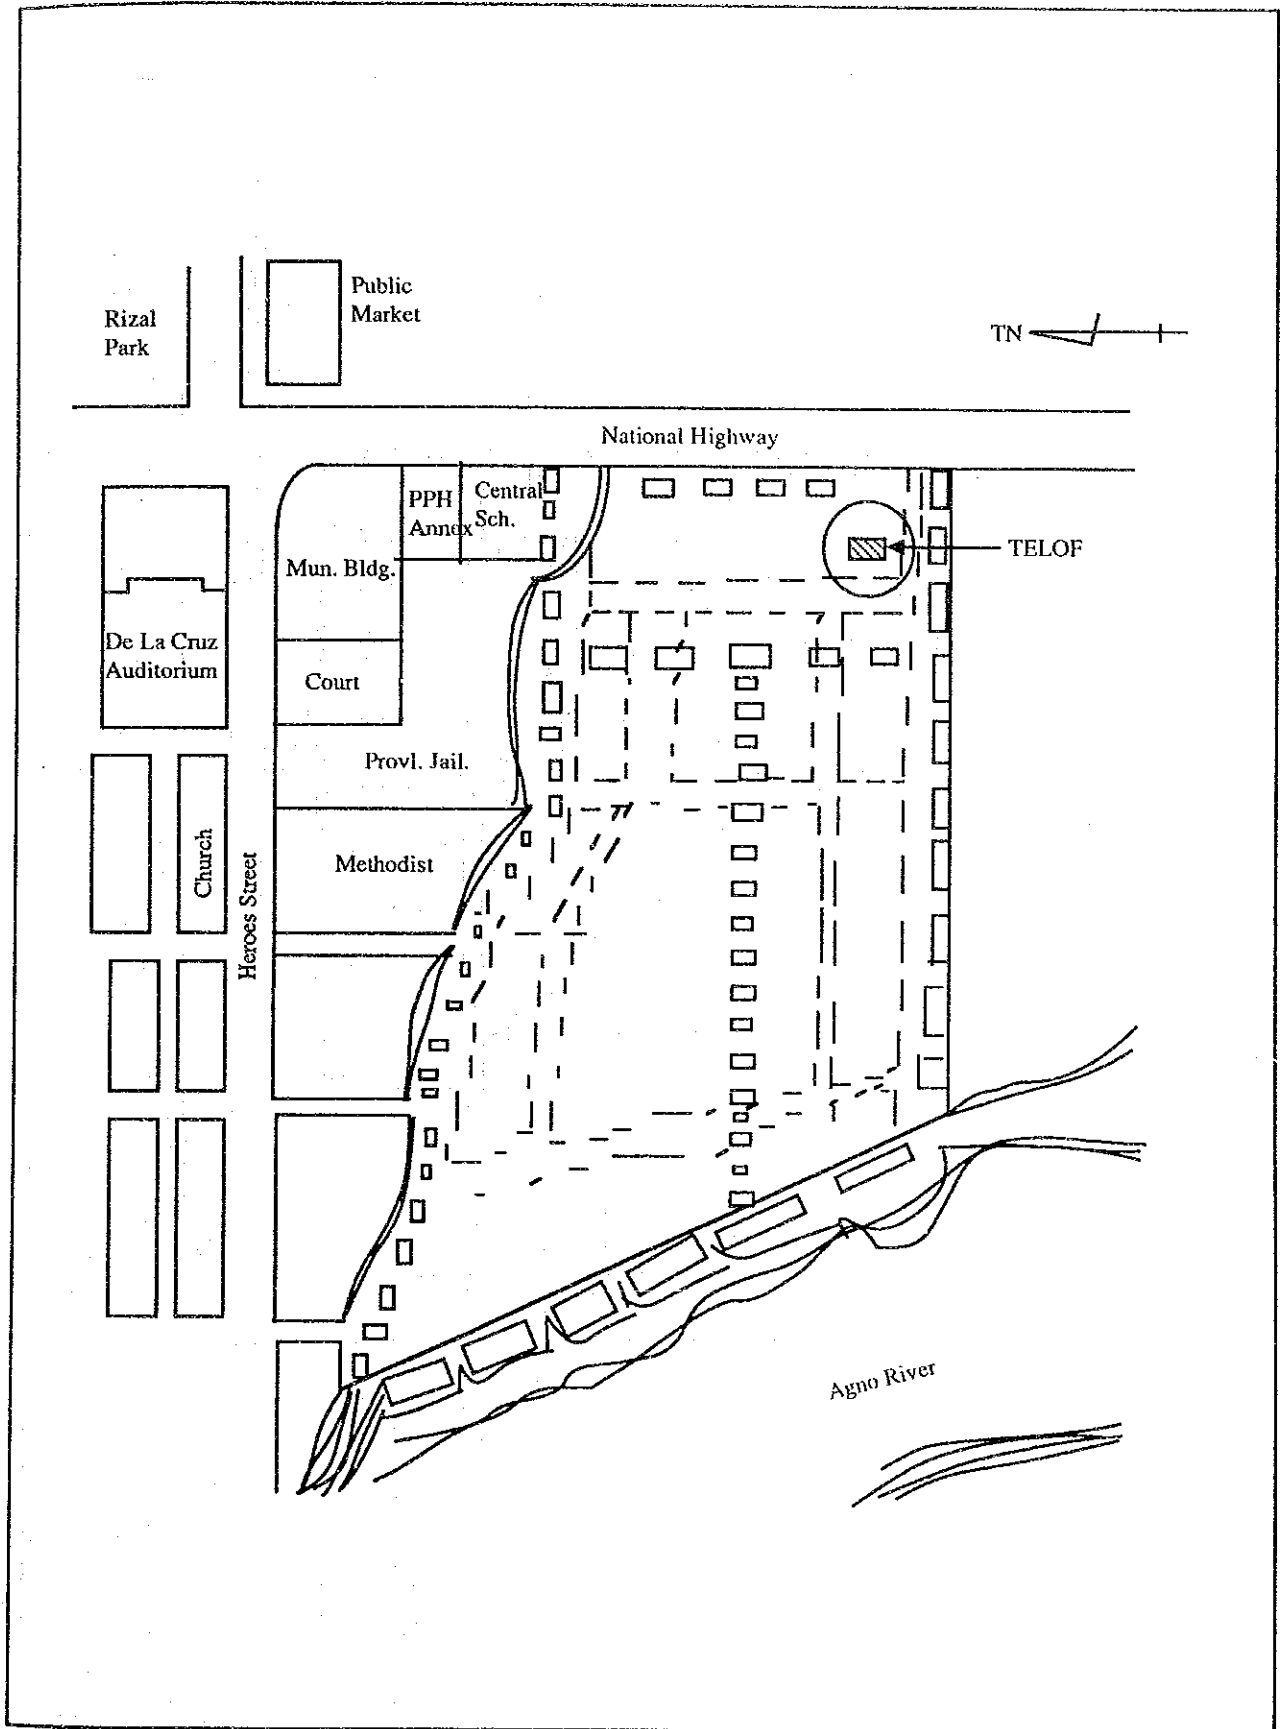 Rizal
Park
Public
Market
TN
National Highway
PPH
Annex
Central
Sch.
Mun. Bldg.
TELOF
De La Cruz
Auditorium
Court
Provl. Jail.
Church
Heroes Street
Methodist
Agno River